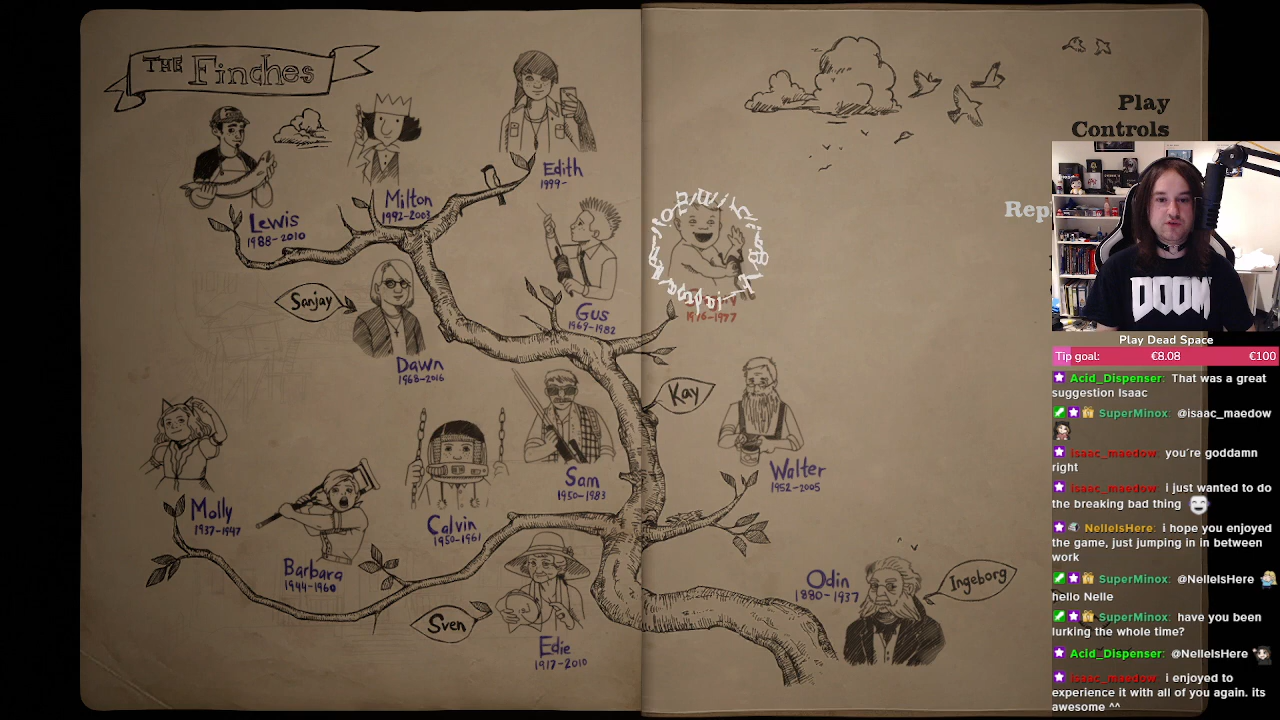 THE Finches
Play
Controls
Rep
Edith
1999-
Milton
1992-2003
Lewis
1988-2010
Sanjay
Gus
1969-1982
1976-1977
Dawn
1968-2016
Kay
Walter
1952-2005
Sam
1950-1983
Calvin
1950-1961
Molly
1937-1947
Barbara
1944-1960
Sven
Edie
1917-2010
Odin
1880-1937
Ingeborg
DOOM
Play Dead Space
Tip goal: €8.08 €100
Acid_Dispenser: That was a great
suggestion Isaac
SuperMinox: @isaac_maedow
isaac_maedow: you´re goddamn
right
isaac_maedow: i just wanted to do
the breaking bad thing
NelleIsHere: i hope you enjoyed
the game, just jumping in in between
work
SuperMinox: @NelleIsHere
hello Nelle
SuperMinox: have you been
lurking the whole time?
Acid_Dispenser: @NelleIsHere
isaac_maedow: i enjoyed to
experience it with all of you again. its
awesome ^^